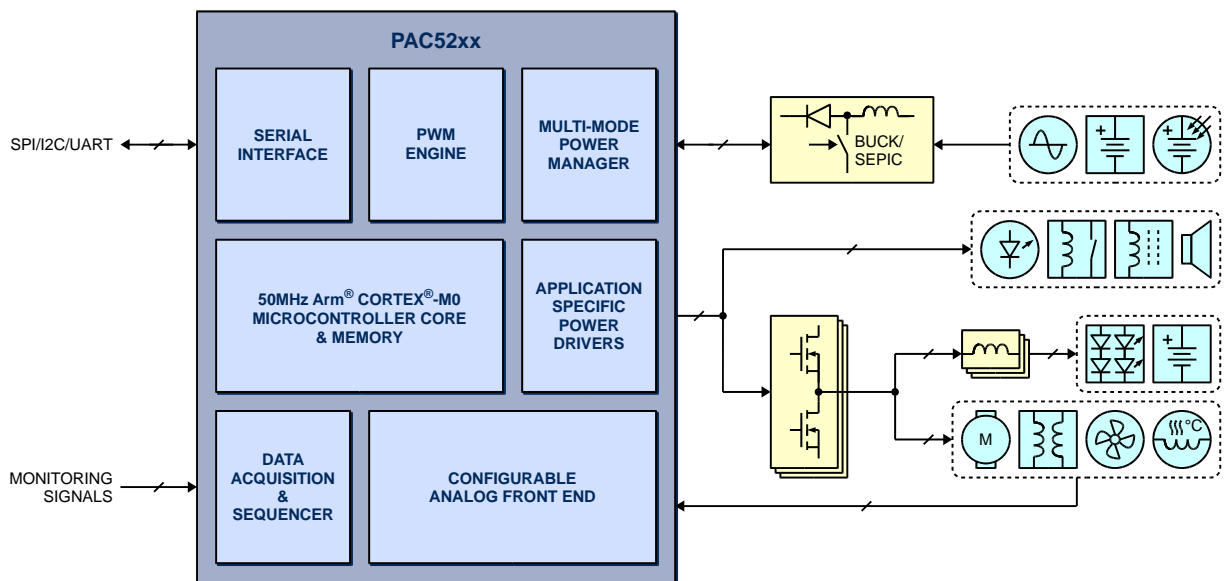 PAC52xx
SPI/I2C/UART
SERIAL
INTERFACE
PWM
ENGINE
MULTI-MODE
POWER
MANAGER
BUCK/
SEPIC
+
+
50MHz Arm® CORTEX®-M0
MICROCONTROLLER CORE
& MEMORY
APPLICATION
SPECIFIC
POWER
DRIVERS
+
M
°C
MONITORING
SIGNALS
DATA
ACQUISITION
&
SEQUENCER
CONFIGURABLE
ANALOG FRONT END